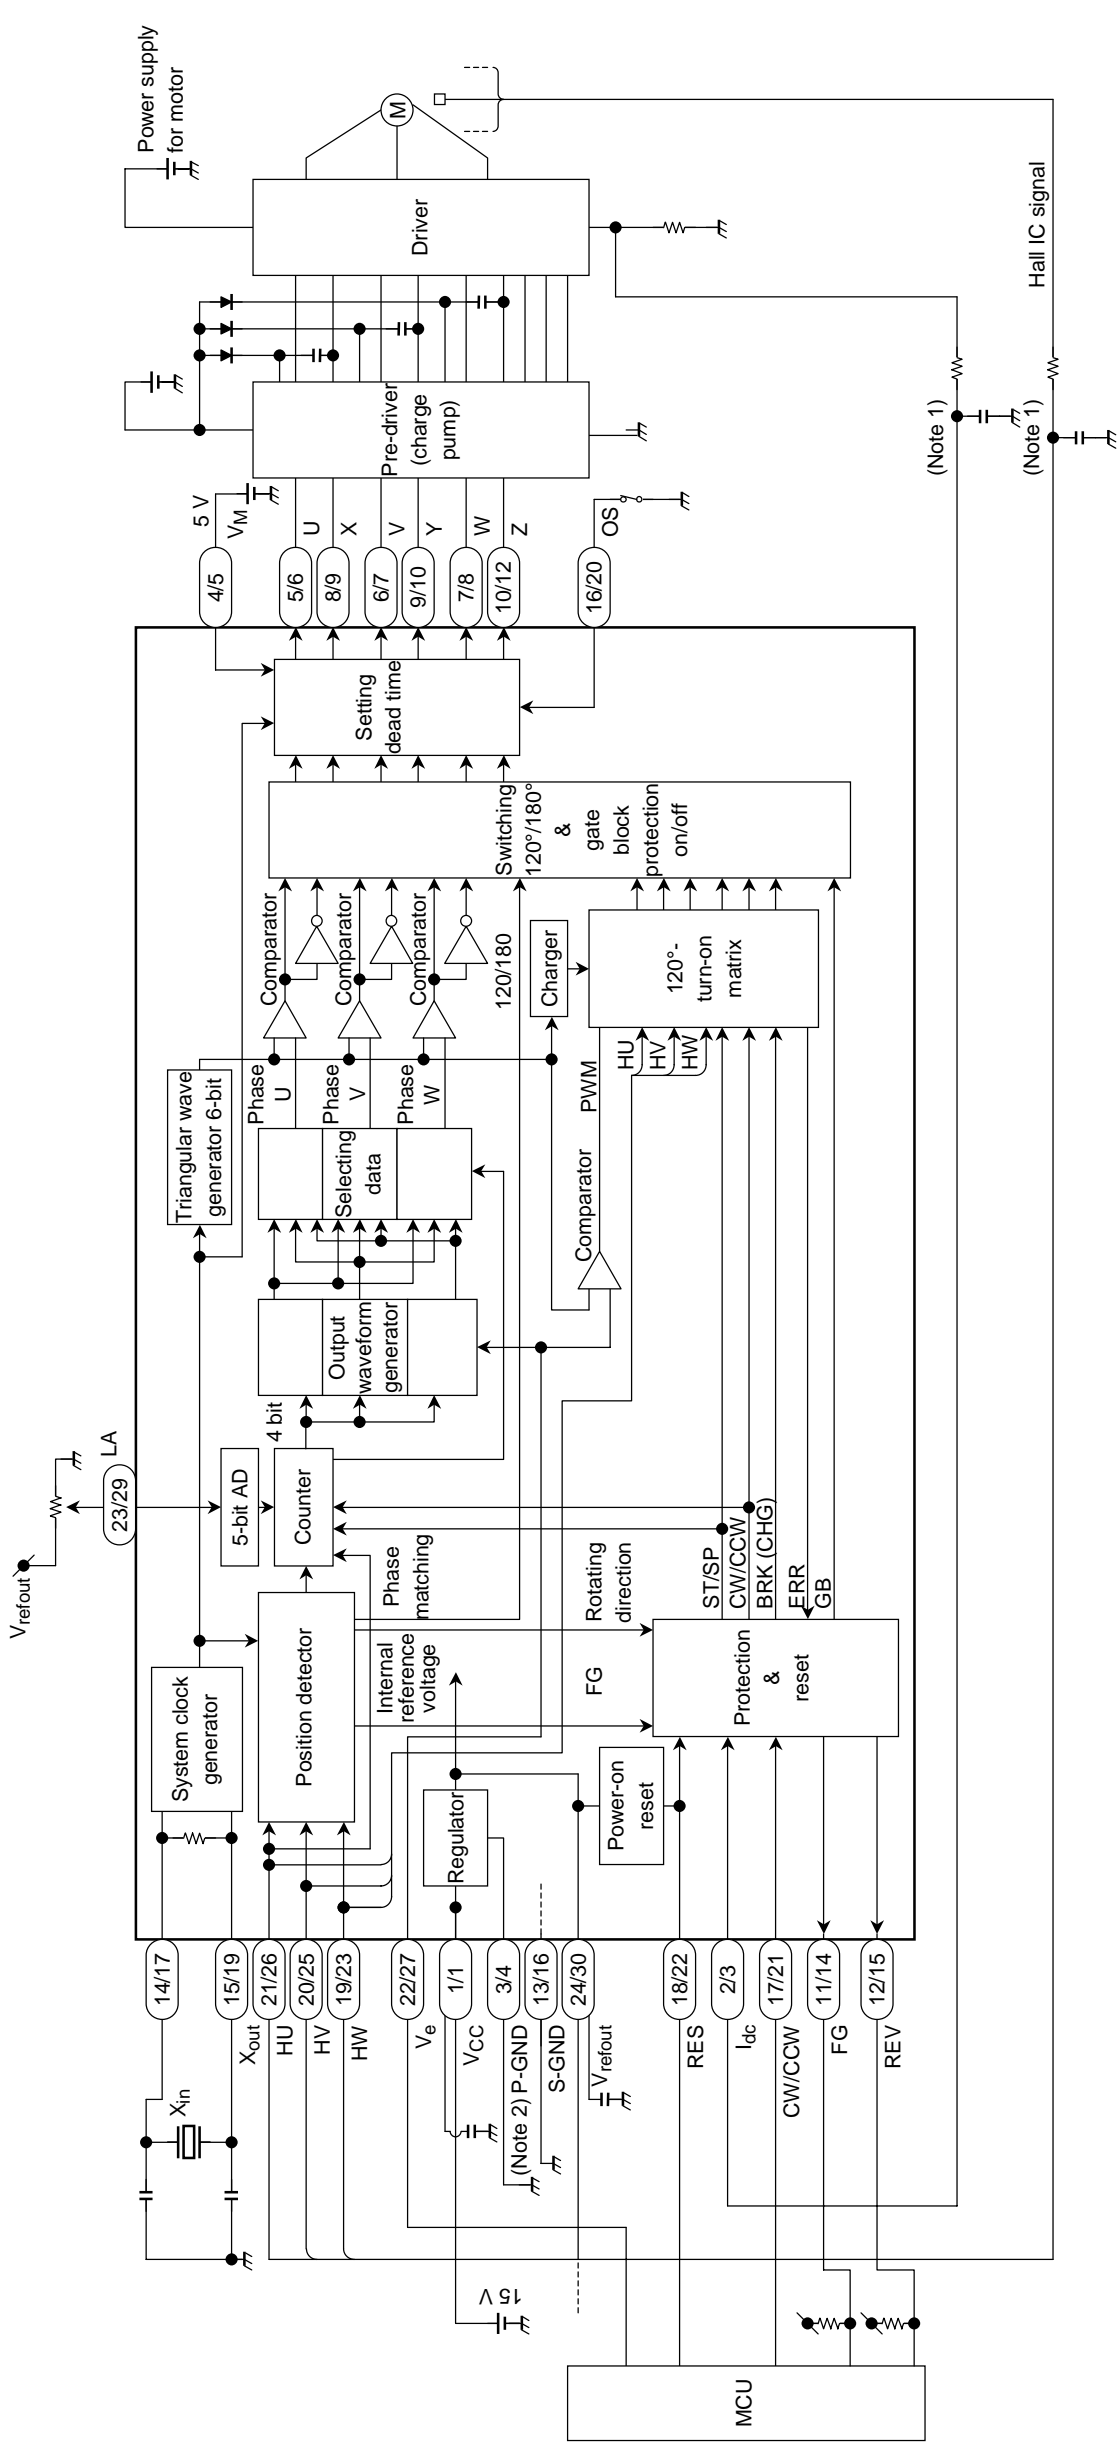 Power supply
for motor
M
Driver
Hall IC signal
Pre-driver
(charge
pump)
(Note 1)
(Note 1)
5 V
VM
U
X
V
Y
W
Z
OS
4/5
5/6
8/9
6/7
9/10
7/8
10/12
16/20
Setting
dead time
Switching
120°/180°
&
gate
block
protection
on/off
Comparator
Comparator
Comparator
120/180
Charger
120°-
turn-on
matrix
Triangular wave
generator 6-bit
Phase
U
Phase
V
Phase
W
PWM
HU
HV
HW
Selecting
data
Comparator
Output
waveform
generator
4 bit
LA
23/29
Vrefout
5-bit AD
Counter
Phase
matching
ST/SP
CW/CCW
BRK (CHG)
ERR
GB
System clock
generator
Position detector
Internal
reference
voltage
Rotating
direction
FG
Protection
&
reset
Regulator
Power-on
reset
14/17
15/19
21/26
20/25
19/23
22/27
1/1
3/4
13/16
24/30
18/22
2/3
17/21
11/14
12/15
Xin
Xout
HU
HV
HW
Ve
VCC
(Note 2) P-GND
S-GND
Vrefout
RES
Idc
CW/CCW
FG
REV
15 V
MCU